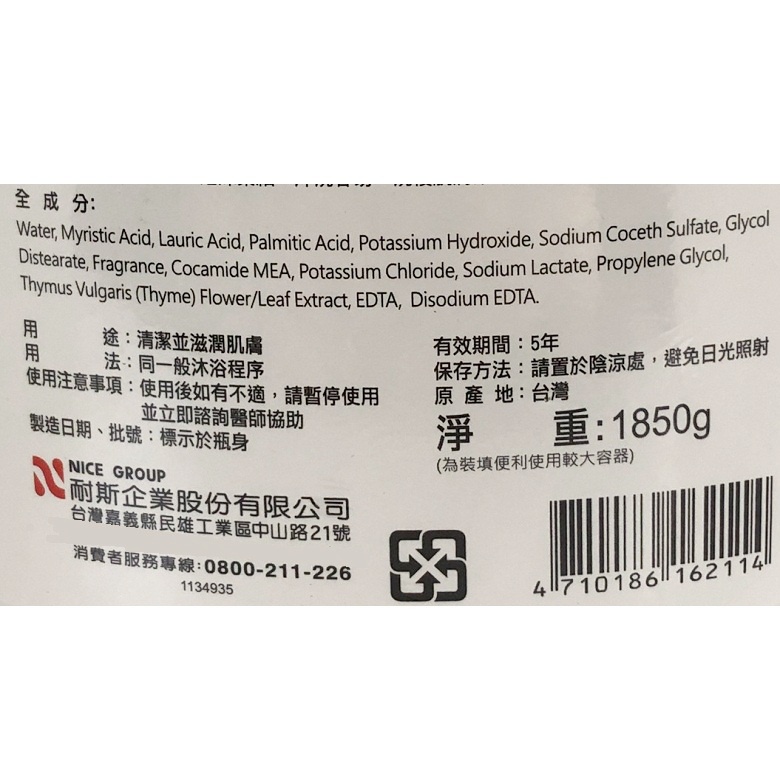 全成分:
Water, Myristic Acid, Lauric Acid, Palmitic Acid, Potassium Hydroxide, Sodium Coceth Sulfate, Glycol
Distearate, Fragrance, Cocamide MEA, Potassium Chloride, Sodium Lactate, Propylene Glycol,
Thymus Vulgaris (Thyme) Flower/Leaf Extract, EDTA, Disodium EDTA.
用途：清潔並滋潤肌膚
用法：同一般沐浴程序
使用注意事項：使用後如有不適，請暫停使用
並立即諮詢醫師協助
製造日期、批號：標示於瓶身
有效期間：5年
保存方法：請置於陰涼處，避免日光照射
原產地：台灣
淨重:1850g
(為裝填便利使用較大容器)
NICE GROUP
耐斯企業股份有限公司
台灣嘉義縣民雄工業區中山路21號
消費者服務專線:0800-211-226
1134935
4 710186 162114